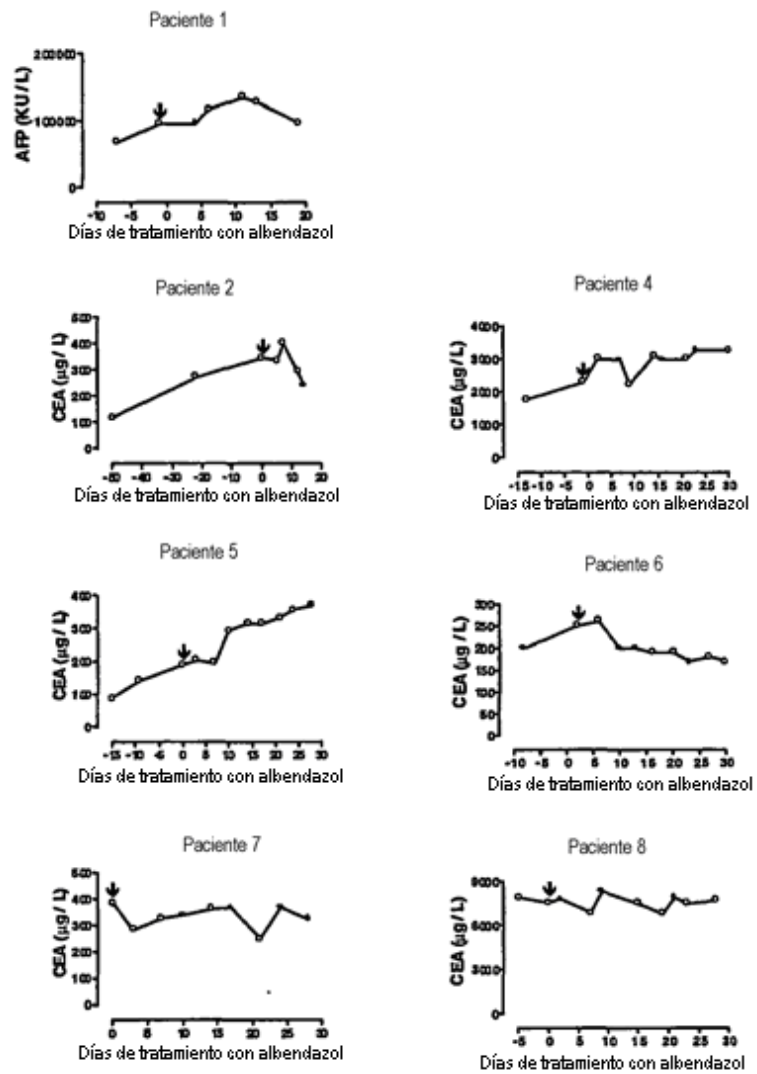 Paciente 1
AFP (KU/L)
0
-10 -5 0 5 10 15 20
Días de tratamiento con albendazol
Paciente 2
CEA (µg / L)
500
400
300
200
100
0
-50 -40 -30 -20 -10 0 10 20
Días de tratamiento con albendazol
Paciente 4
CEA (µg / L)
4000
3000
2000
1000
0
-15 -10 -5 0 5 10 15 20 25 30
Días de tratamiento con albendazol
Paciente 5
CEA (µg / L)
400
300
200
100
0
-15 -10 -5 0 5 10 15 20 25 30
Días de tratamiento con albendazol
Paciente 6
CEA (µg / L)
300
250
200
150
100
50
0
-10 -5 0 5 10 15 20 25 30
Días de tratamiento con albendazol
Paciente 7
CEA (µg / L)
500
400
300
200
100
0
0 5 10 15 20 25 30
Días de tratamiento con albendazol
Paciente 8
CEA (µg / L)
9000
6000
3000
0
-5 0 5 10 15 20 25 30
Días de tratamiento con albendazol